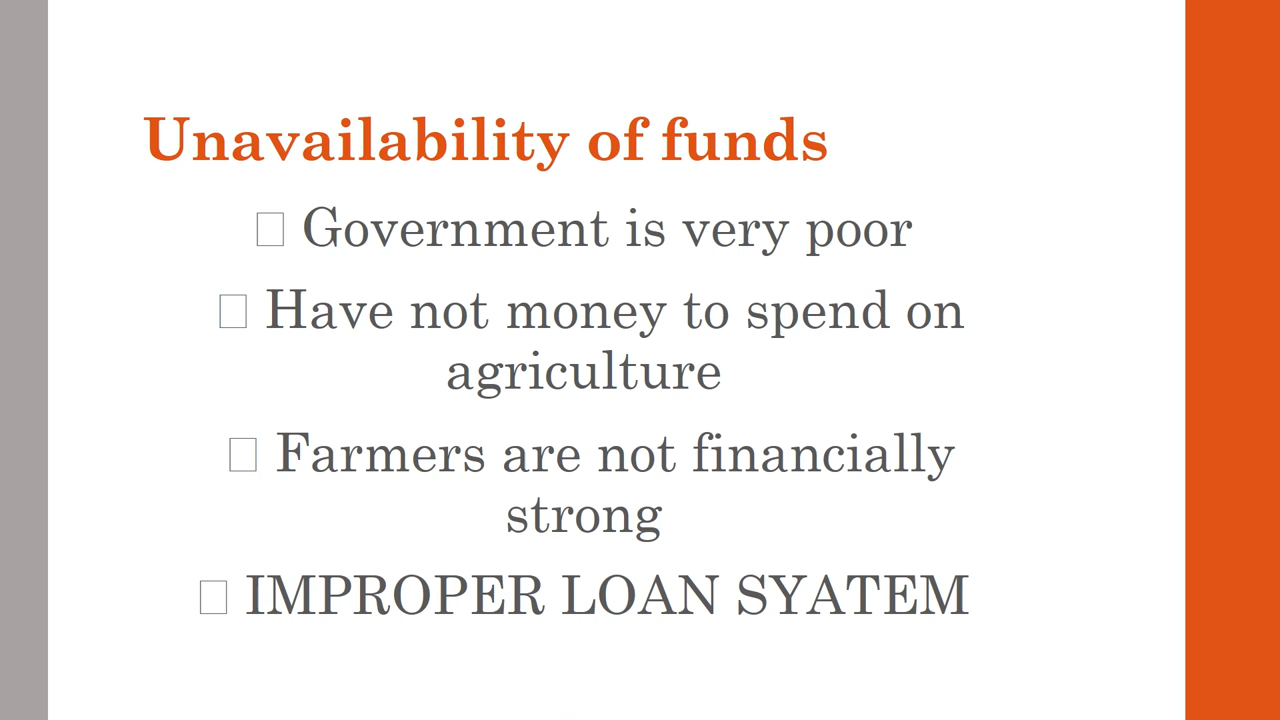 Unavailability of funds
Government is very poor
Have not money to spend on
agriculture
Farmers are not financially
strong
IMPROPER LOAN SYATEM